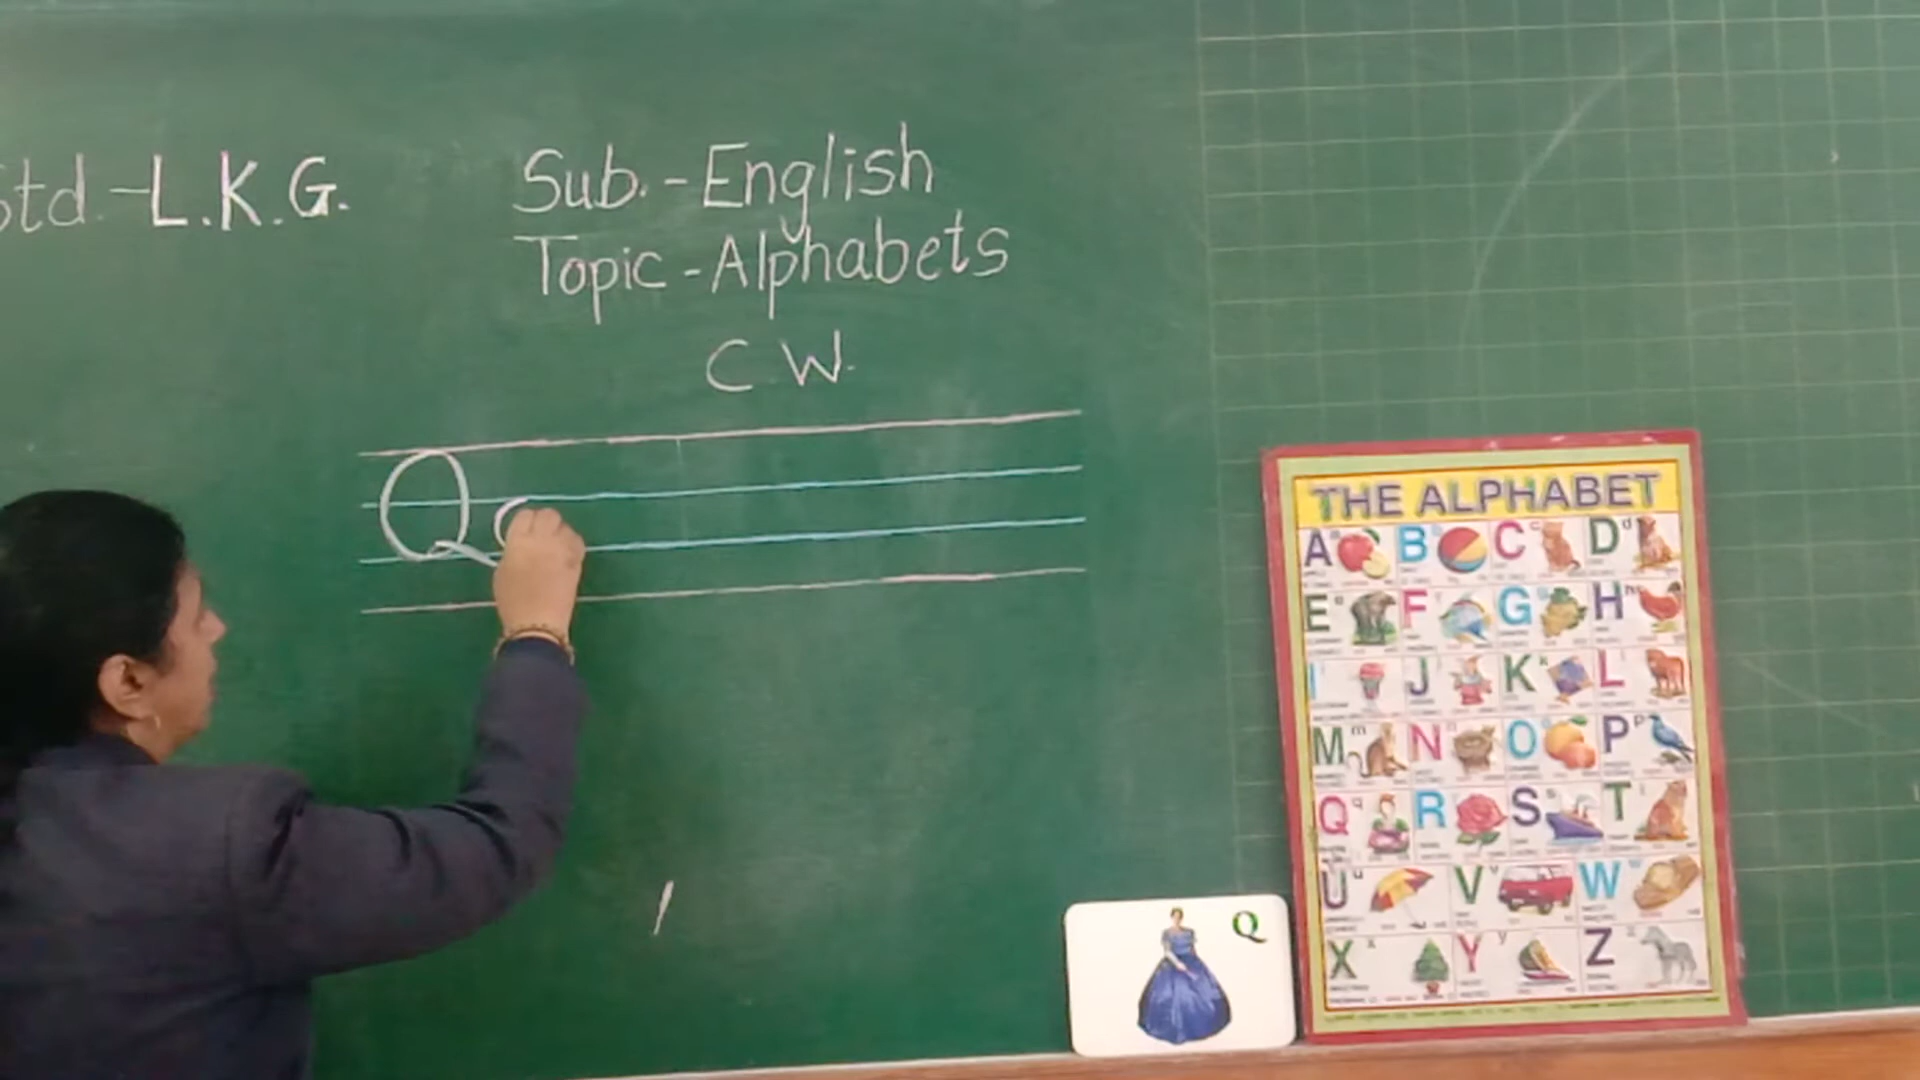 Std.-L.K.G.
Sub.-English
Topic-Alphabets
C W.
Q
THE ALPHABET
A B C D d
E F G H
I J K L
M m N O P p
Q q R S T
U u V v W w
X x Y y Z z
Q